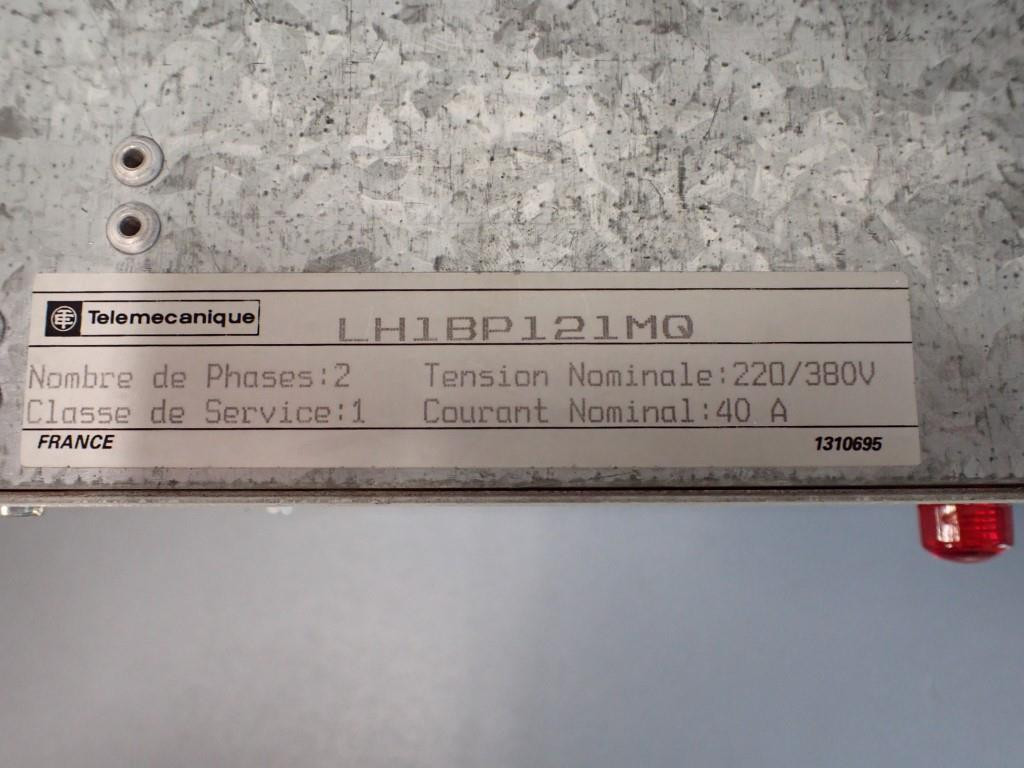 Telemecanique LH1BP121MQ
Nombre de Phases:2 Tension Nominale:220/380V
Classe de Service:1 Courant Nominal:40 A
FRANCE 1310695